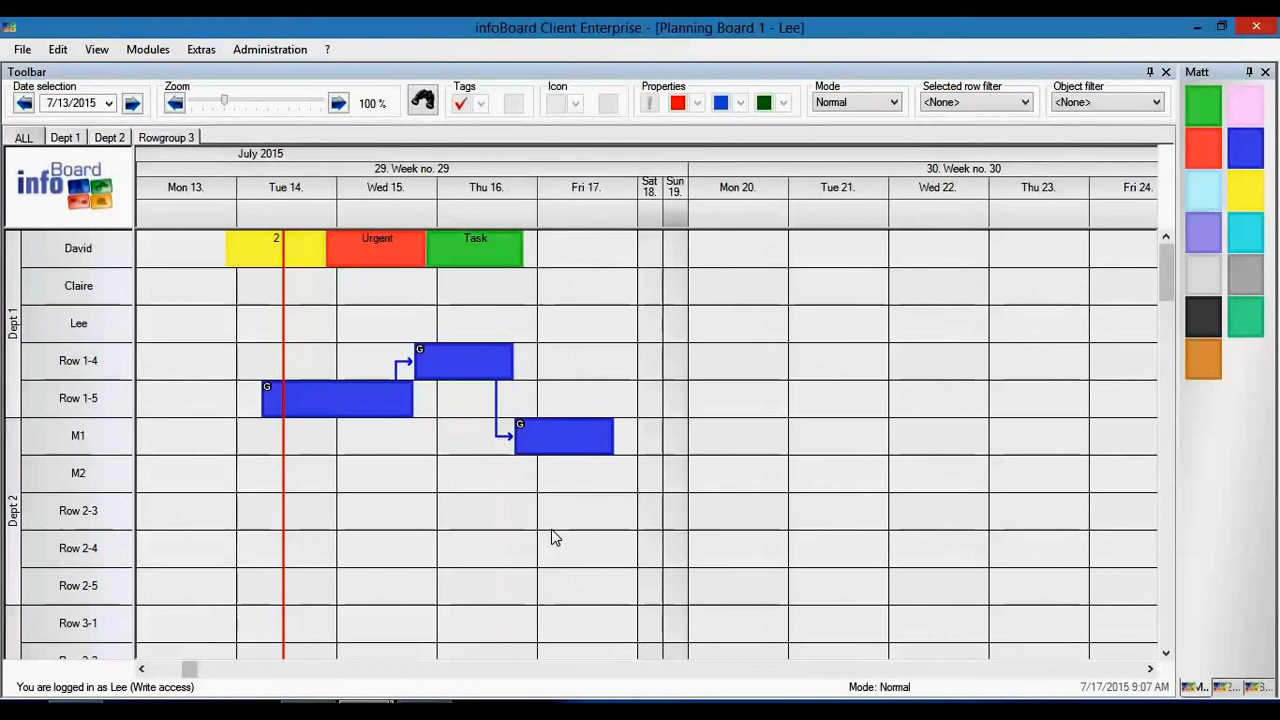 infoBoard Client Enterprise - [Planning Board 1 - Lee]
File Edit View Modules Extras Administration ?
Toolbar
Matt
Date selection Zoom Tags Icon Properties Mode Selected row filter Object filter
7/13/2015 100 % Normal <None> <None>
ALL Dept 1 Dept 2 Rowgroup 3
July 2015
29. Week no. 29 30. Week no. 30
Mon 13. Tue 14. Wed 15. Thu 16. Fri 17. Sat 18. Sun 19. Mon 20. Tue 21. Wed 22. Thu 23. Fri 24.
info Board
Dept 1
David 2 Urgent Task
Claire
Lee
Row 1-4 G
Row 1-5 G
Dept 2
M1 G
M2
Row 2-3
Row 2-4
Row 2-5
Row 3-1
You are logged in as Lee (Write access) Mode: Normal 7/17/2015 9:07 AM M... 2... B...